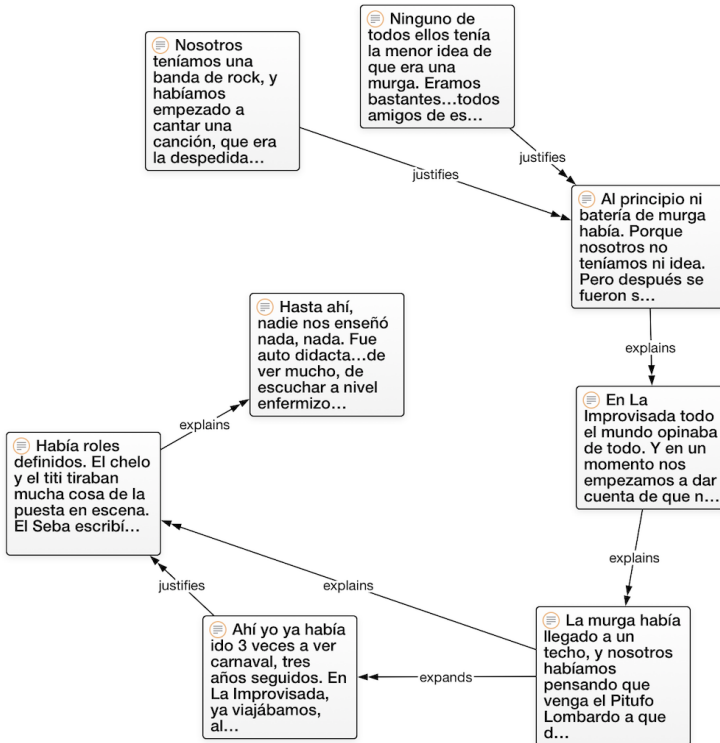 Nosotros
teníamos una
banda de rock, y
habíamos
empezado a
cantar una
canción, que era
la despedida...
Ninguno de
todos ellos tenía
la menor idea de
que era una
murga. Eramos
bastantes...todos
amigos de es...
justifies
justifies
Al principio ni
batería de murga
había. Porque
nosotros no
teníamos ni idea.
Pero después se
fueron s...
explains
Hasta ahí,
nadie nos enseñó
nada, nada. Fue
auto didacta...de
ver mucho, de
escuchar a nivel
enfermizo...
En La
Improvisada todo
el mundo opinaba
de todo. Y en un
momento nos
empezamos a dar
cuenta de que n...
explains
Había roles
definidos. El chelo
y el titi tiraban
mucha cosa de la
puesta en escena.
El Seba escribí...
explains
justifies
explains
Ahí yo ya había
ido 3 veces a ver
carnaval, tres
años seguidos. En
La Improvisada,
ya viajábamos,
al...
expands
La murga había
llegado a un
techo, y nosotros
habíamos
pensando que
venga el Pitufo
Lombardo a que
d...